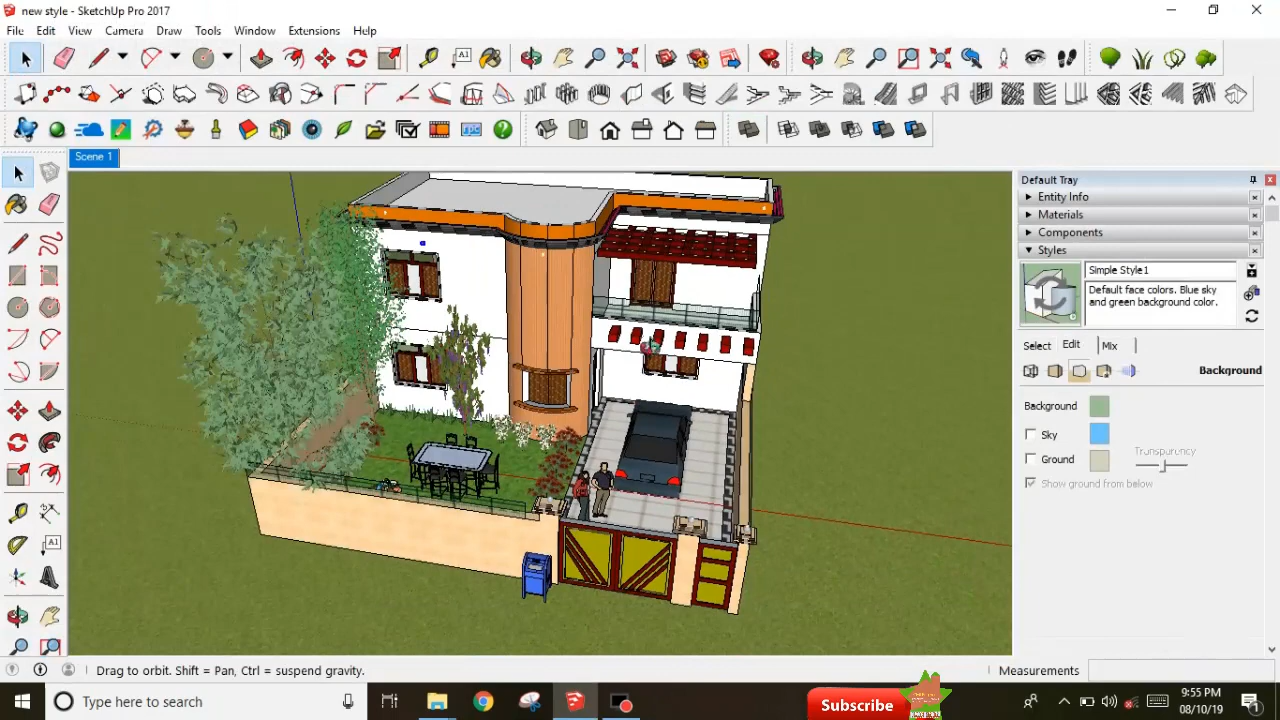 new style - SketchUp Pro 2017
File Edit View Camera Draw Tools Window Extensions Help
A1
Scene 1
Default Tray
Entity Info
Materials
Components
Styles
Simple Style1
Default face colors. Blue sky
and green background color.
Select Edit Mix
Background
Background
Sky
Transparency
Ground
Show ground from below
A1
Drag to orbit. Shift = Pan, Ctrl = suspend gravity.
Measurements
Type here to search
Subscribe
9:55 PM
08/10/19